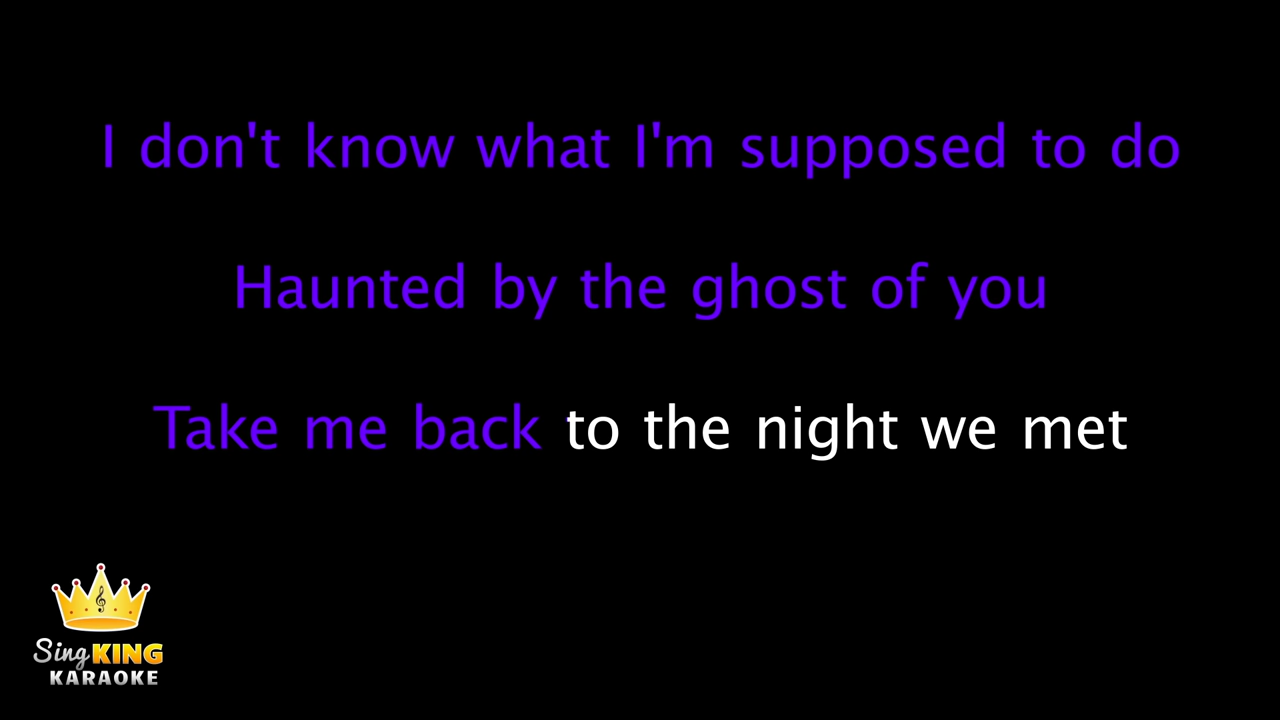 I don't know what I'm supposed to do
Haunted by the ghost of you
Take me back to the night we met
Sing KING
KARAOKE